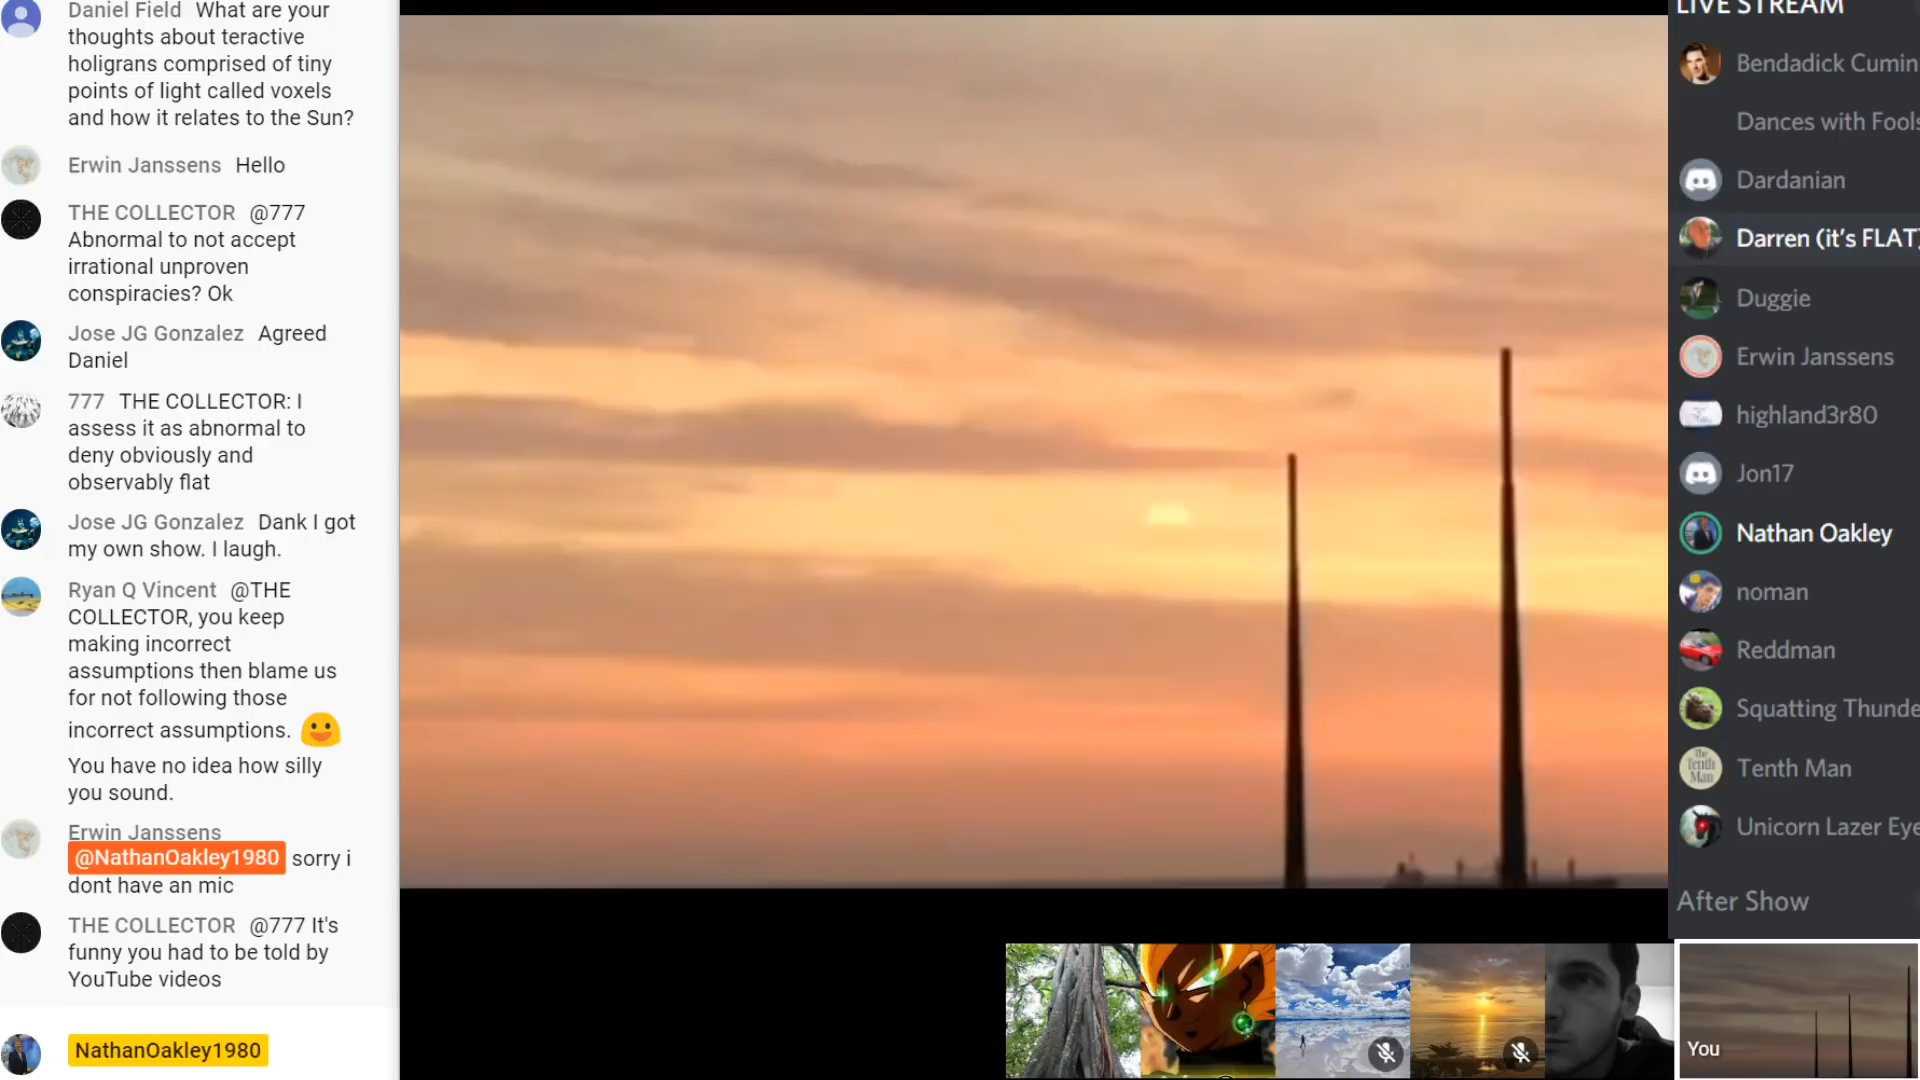 Daniel Field What are your
thoughts about teractive
holigrans comprised of tiny
points of light called voxels
and how it relates to the Sun?
Erwin Janssens Hello
THE COLLECTOR @777
Abnormal to not accept
irrational unproven
conspiracies? Ok
Jose JG Gonzalez Agreed
Daniel
777 THE COLLECTOR: I
assess it as abnormal to
deny obviously and
observably flat
Jose JG Gonzalez Dank I got
my own show. I laugh.
Ryan Q Vincent @THE
COLLECTOR, you keep
making incorrect
assumptions then blame us
for not following those
incorrect assumptions.
You have no idea how silly
you sound.
Erwin Janssens
@NathanOakley1980 sorry i
dont have an mic
THE COLLECTOR @777 It's
funny you had to be told by
YouTube videos
NathanOakley1980
LIVE STREAM
Bendadick Cumin
Dances with Fools
Dardanian
Darren (it's FLAT)
Duggie
Erwin Janssens
highland3r80
Jon17
Nathan Oakley
noman
Reddman
Squatting Thunde
The Tenth Man
Tenth Man
Unicorn Lazer Eye
After Show
You